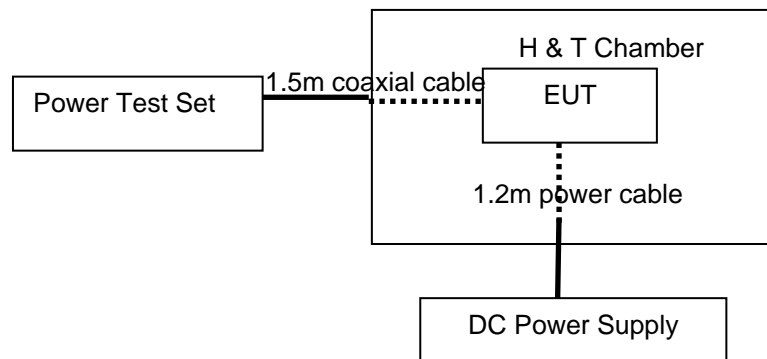 H & T Chamber
1.5m coaxial cable
Power Test Set
EUT
1.2m power cable
DC Power Supply